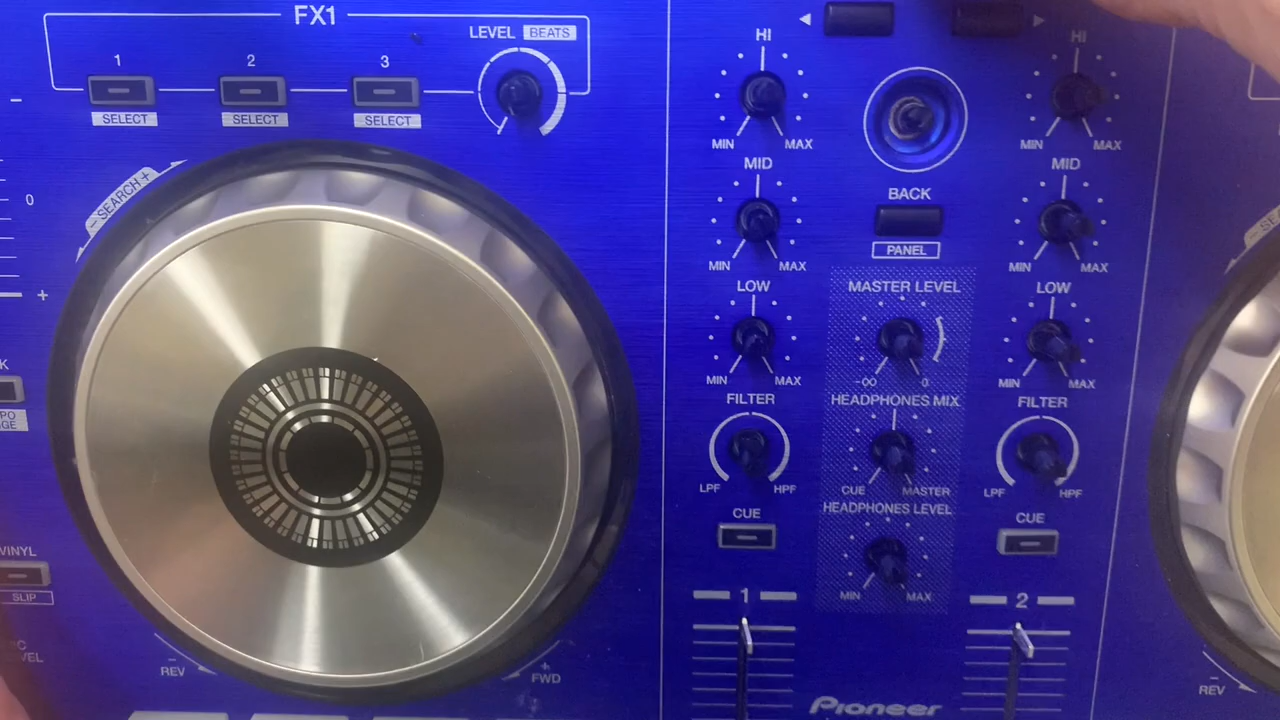 FX1
LEVEL BEATS
1 2 3
SELECT SELECT SELECT
HI HI
MIN MAX MIN MAX
MID MID
- SEARCH +
BACK
0
PANEL
MIN MAX MIN MAX
LOW MASTER LEVEL LOW
+
MIN MAX -∞ 0 MIN MAX
FILTER HEADPHONES MIX FILTER
LPF HPF CUE MASTER LPF HPF
CUE HEADPHONES LEVEL CUE
VINYL
SLIP
MIN MAX
1 2
- REV + FWD
REV
Pioneer